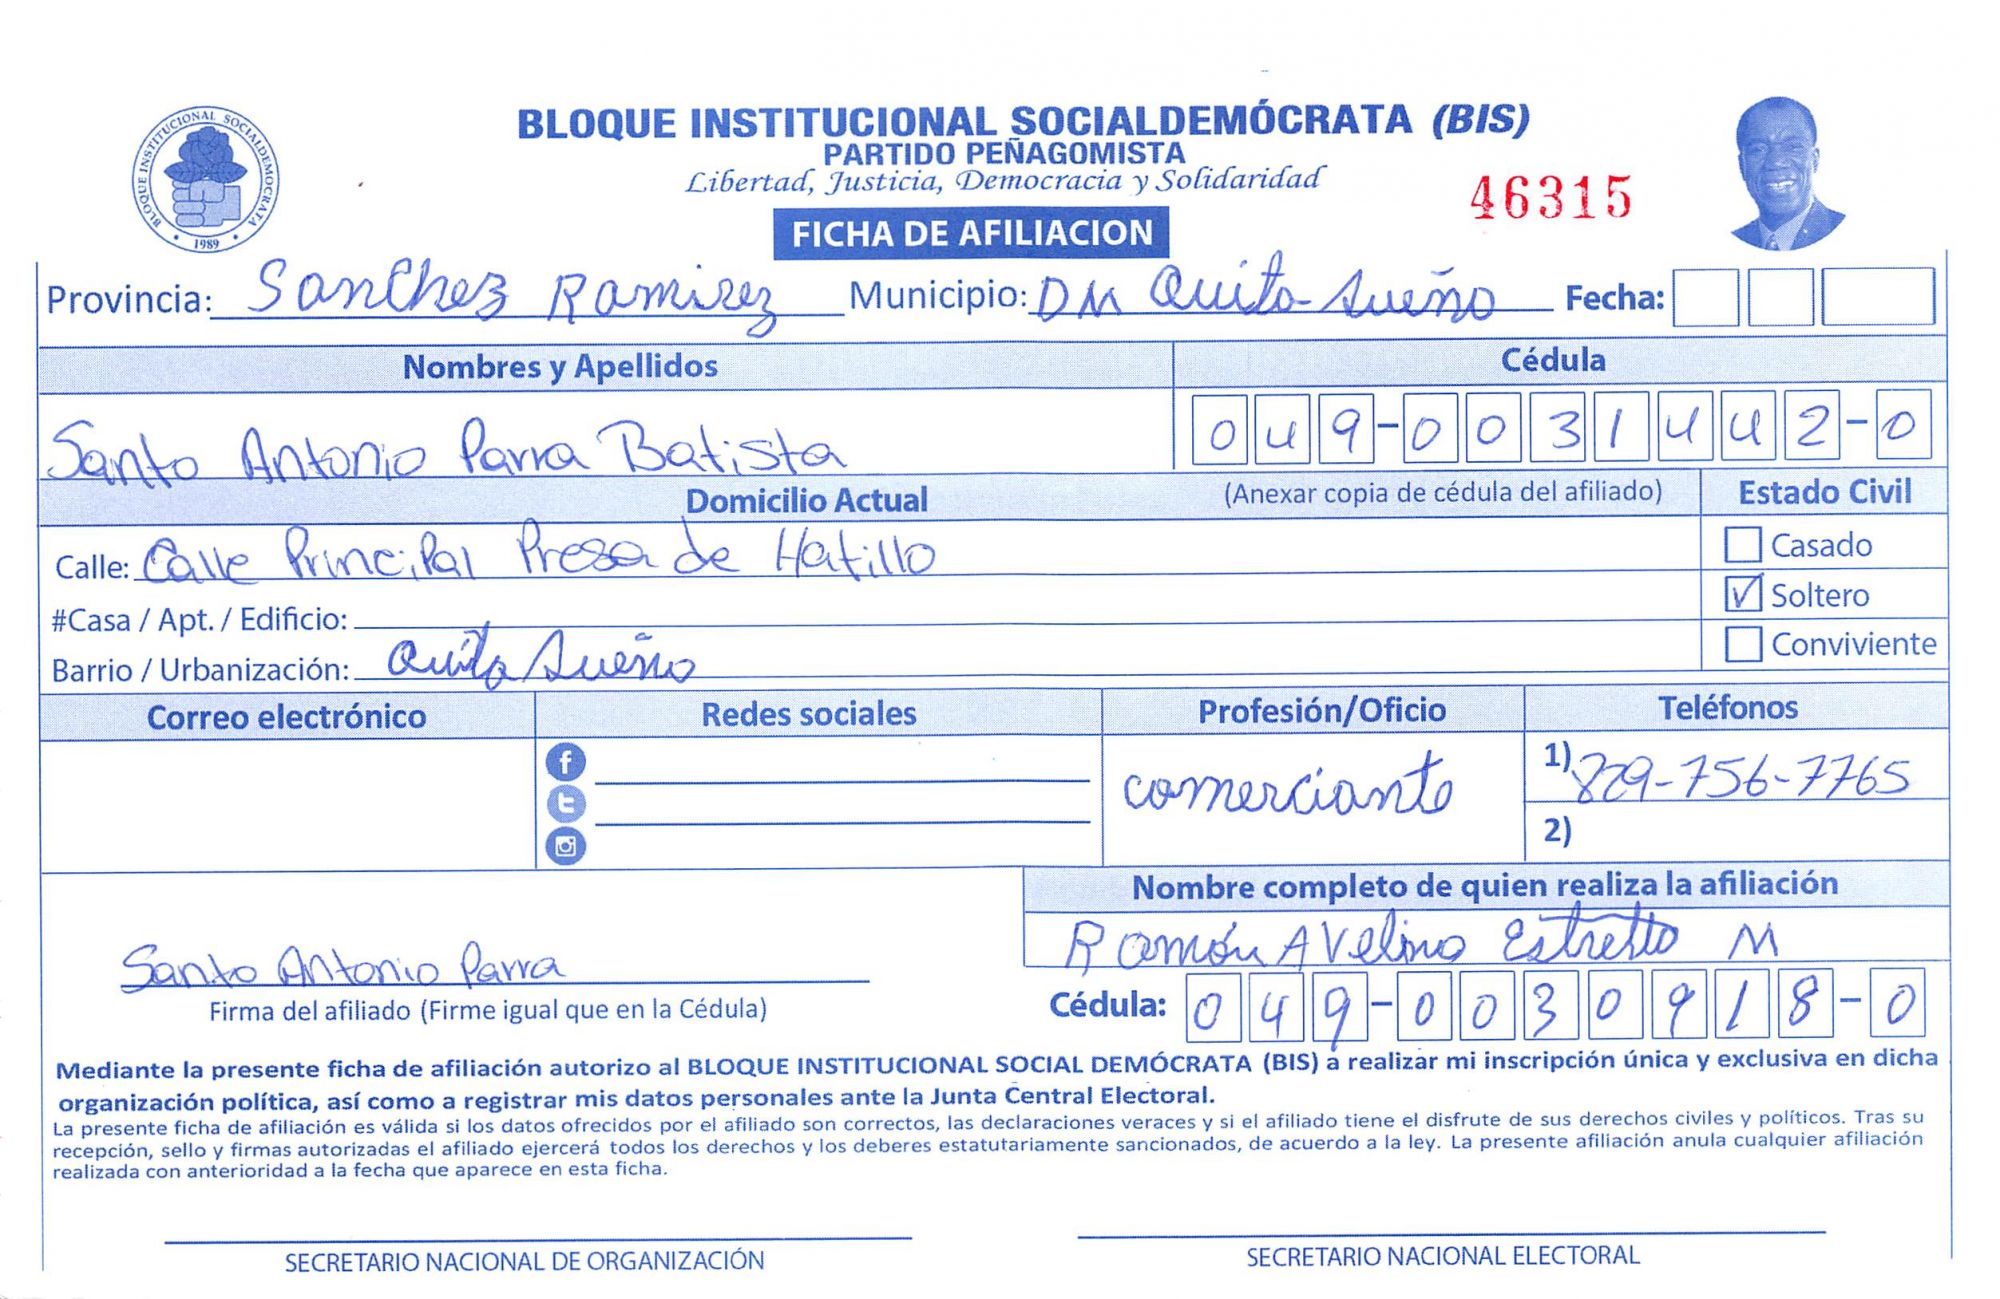 BLOQUE INSTITUCIONAL SOCIALDEMOCRATA
1989
BLOQUE INSTITUCIONAL SOCIALDEMÓCRATA (BIS)
PARTIDO PEÑAGOMISTA
Libertad, Justicia, Democracia y Solidaridad
46315
FICHA DE AFILIACION
Provincia: Sanchez Ramirez Municipio: DM Quita Sueño Fecha:
Nombres y Apellidos Cédula
Santo Antonio Parra Batista 049-0031442-0
Domicilio Actual (Anexar copia de cédula del afiliado) Estado Civil
Calle: Calle Principal Presa de Hatillo Casado
#Casa / Apt. / Edificio: Soltero
Barrio / Urbanización: Quita Sueño Conviviente
Correo electrónico Redes sociales Profesión/Oficio Teléfonos
comerciante 1) 829-756-7765
2)
Nombre completo de quien realiza la afiliación
Ramón Avelino M
Santo Antonio Parra
Firma del afiliado (Firme igual que en la Cédula) Cédula: 049-0030918-0
Mediante la presente ficha de afiliación autorizo al BLOQUE INSTITUCIONAL SOCIAL DEMÓCRATA (BIS) a realizar mi inscripción única y exclusiva en dicha
organización política, así como a registrar mis datos personales ante la Junta Central Electoral.
La presente ficha de afiliación es válida si los datos ofrecidos por el afiliado son correctos, las declaraciones veraces y si el afiliado tiene el disfrute de sus derechos civiles y políticos. Tras su
recepción, sello y firmas autorizadas el afiliado ejercerá todos los derechos y los deberes estatutariamente sancionados, de acuerdo a la ley. La presente afiliación anula cualquier afiliación
realizada con anterioridad a la fecha que aparece en esta ficha.
SECRETARIO NACIONAL DE ORGANIZACIÓN SECRETARIO NACIONAL ELECTORAL